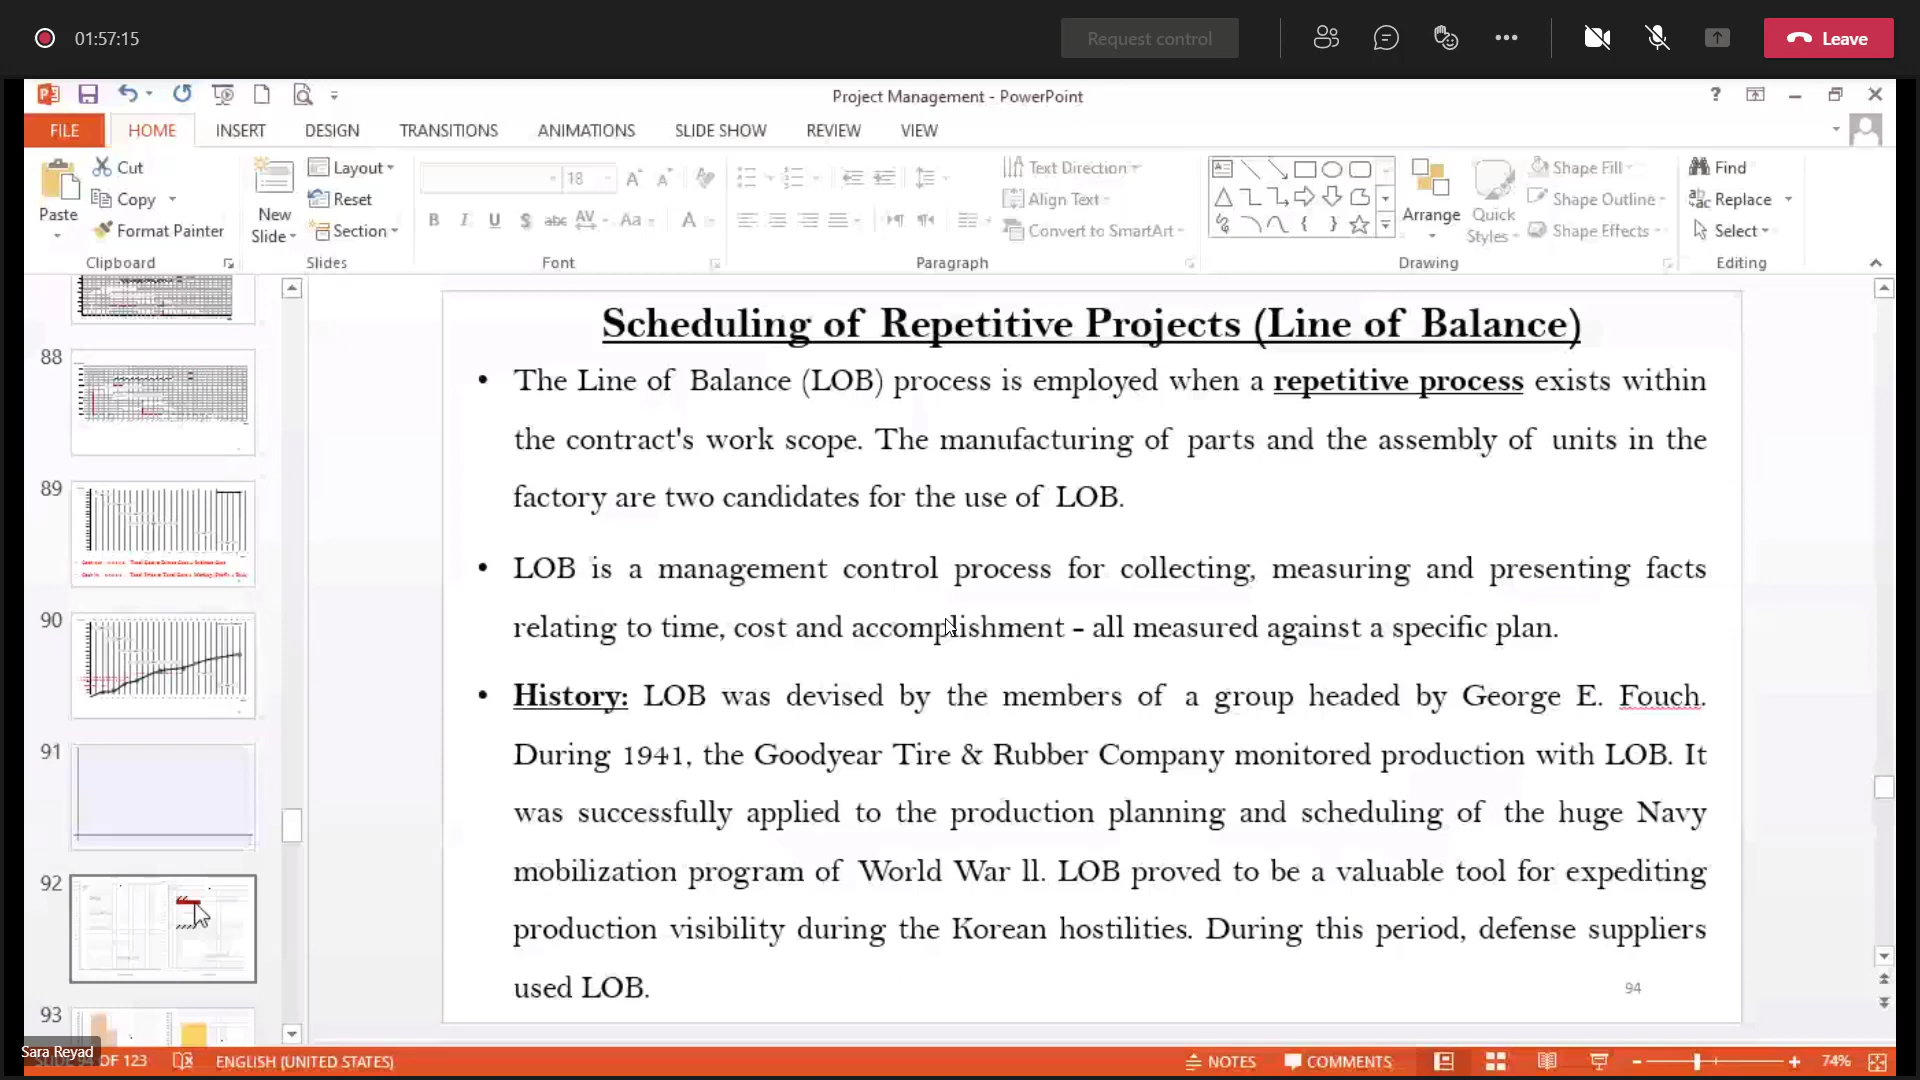 01:57:15
Request control
Leave
Project Management - PowerPoint
?
FILE
HOME
INSERT
DESIGN
TRANSITIONS
ANIMATIONS
SLIDE SHOW
REVIEW
VIEW
Paste
Cut
Copy
Format Painter
Clipboard
New
Slide
Layout
Reset
Section
Slides
18
B I U S abc AV Aa A
Font
Text Direction
Align Text
Convert to SmartArt
Paragraph
Arrange
Quick
Styles
Shape Fill
Shape Outline
Shape Effects
Drawing
Find
Replace
Select
Editing
88
89
90
91
92
93
Scheduling of Repetitive Projects (Line of Balance)
• The Line of Balance (LOB) process is employed when a repetitive process exists within
the contract's work scope. The manufacturing of parts and the assembly of units in the
factory are two candidates for the use of LOB.
• LOB is a management control process for collecting, measuring and presenting facts
relating to time, cost and accomplishment – all measured against a specific plan.
• History: LOB was devised by the members of a group headed by George E. Fouch.
During 1941, the Goodyear Tire & Rubber Company monitored production with LOB. It
was successfully applied to the production planning and scheduling of the huge Navy
mobilization program of World War ll. LOB proved to be a valuable tool for expediting
production visibility during the Korean hostilities. During this period, defense suppliers
used LOB.
94
Sara Reyad
SLIDE 94 OF 123
ENGLISH (UNITED STATES)
NOTES
COMMENTS
74%